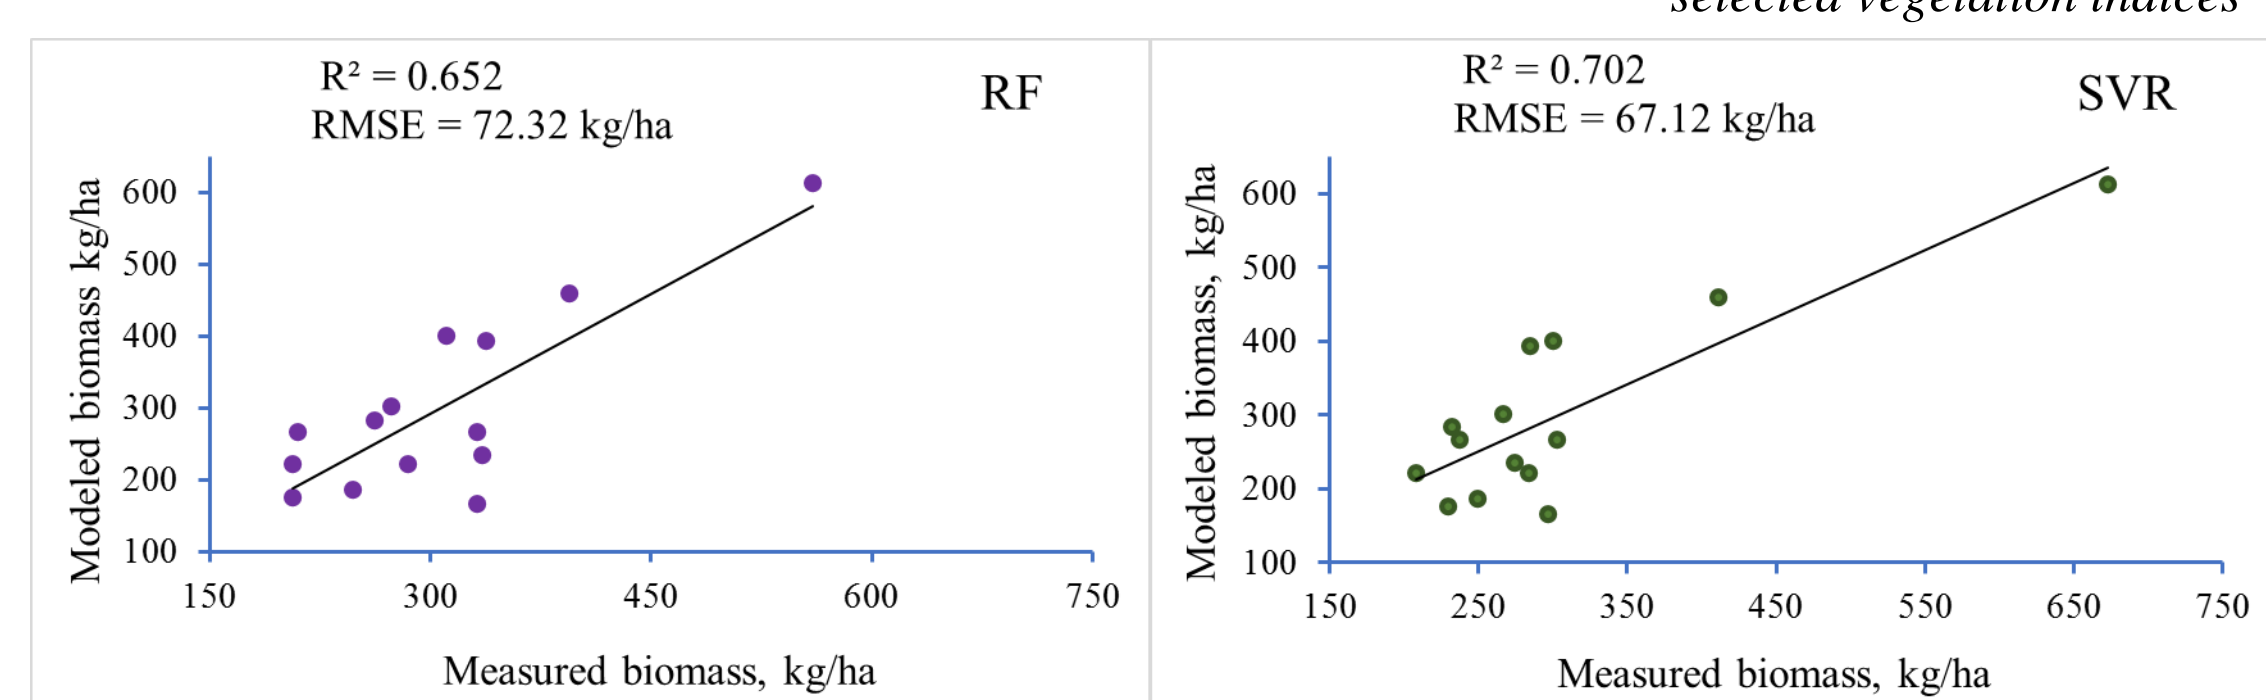 selected vegetation indices
R² = 0.652
RMSE = 72.32 kg/ha
RF
Modeled biomass kg/ha
600
500
400
300
200
100
150 300 450 600 750
Measured biomass, kg/ha
R² = 0.702
RMSE = 67.12 kg/ha
SVR
Modeled biomass, kg/ha
600
500
400
300
200
100
150 250 350 450 550 650 750
Measured biomass, kg/ha